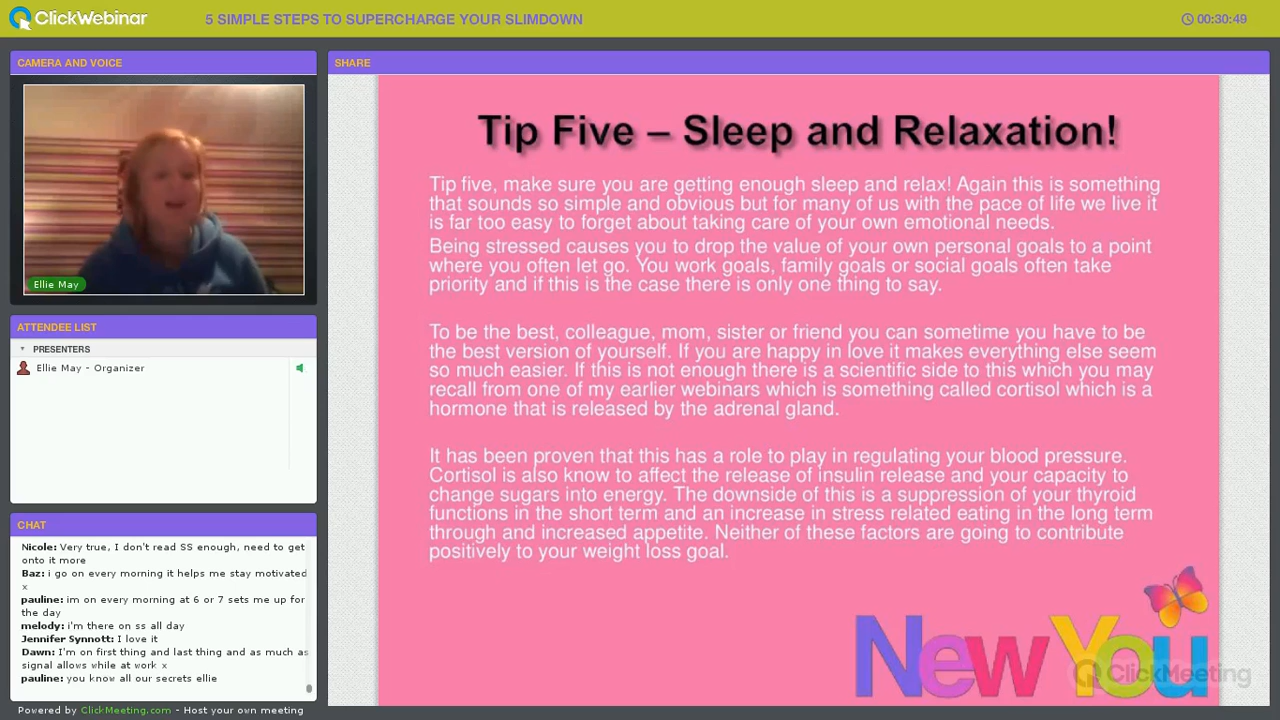 ClickWebinar
5 SIMPLE STEPS TO SUPERCHARGE YOUR SLIMDOWN
00:30:49
CAMERA AND VOICE
Ellie May
ATTENDEE LIST
PRESENTERS
Ellie May - Organizer
CHAT
Nicole: Very true, I don't read SS enough, need to get
onto it more
Baz: i go on every morning it helps me stay motivated
x
pauline: im on every morning at 6 or 7 sets me up for
the day
melody: i'm there on ss all day
Jennifer Synnott: I love it
Dawn: I'm on first thing and last thing and as much as
signal allows while at work x
pauline: you know all our secrets ellie
Powered by ClickMeeting.com - Host your own meeting
SHARE
Tip Five – Sleep and Relaxation!
Tip five, make sure you are getting enough sleep and relax! Again this is something
that sounds so simple and obvious but for many of us with the pace of life we live it
is far too easy to forget about taking care of your own emotional needs.
Being stressed causes you to drop the value of your own personal goals to a point
where you often let go. You work goals, family goals or social goals often take
priority and if this is the case there is only one thing to say.
To be the best, colleague, mom, sister or friend you can sometime you have to be
the best version of yourself. If you are happy in love it makes everything else seem
so much easier. If this is not enough there is a scientific side to this which you may
recall from one of my earlier webinars which is something called cortisol which is a
hormone that is released by the adrenal gland.
It has been proven that this has a role to play in regulating your blood pressure.
Cortisol is also know to affect the release of insulin release and your capacity to
change sugars into energy. The downside of this is a suppression of your thyroid
functions in the short term and an increase in stress related eating in the long term
through and increased appetite. Neither of these factors are going to contribute
positively to your weight loss goal.
New You
ClickMeeting